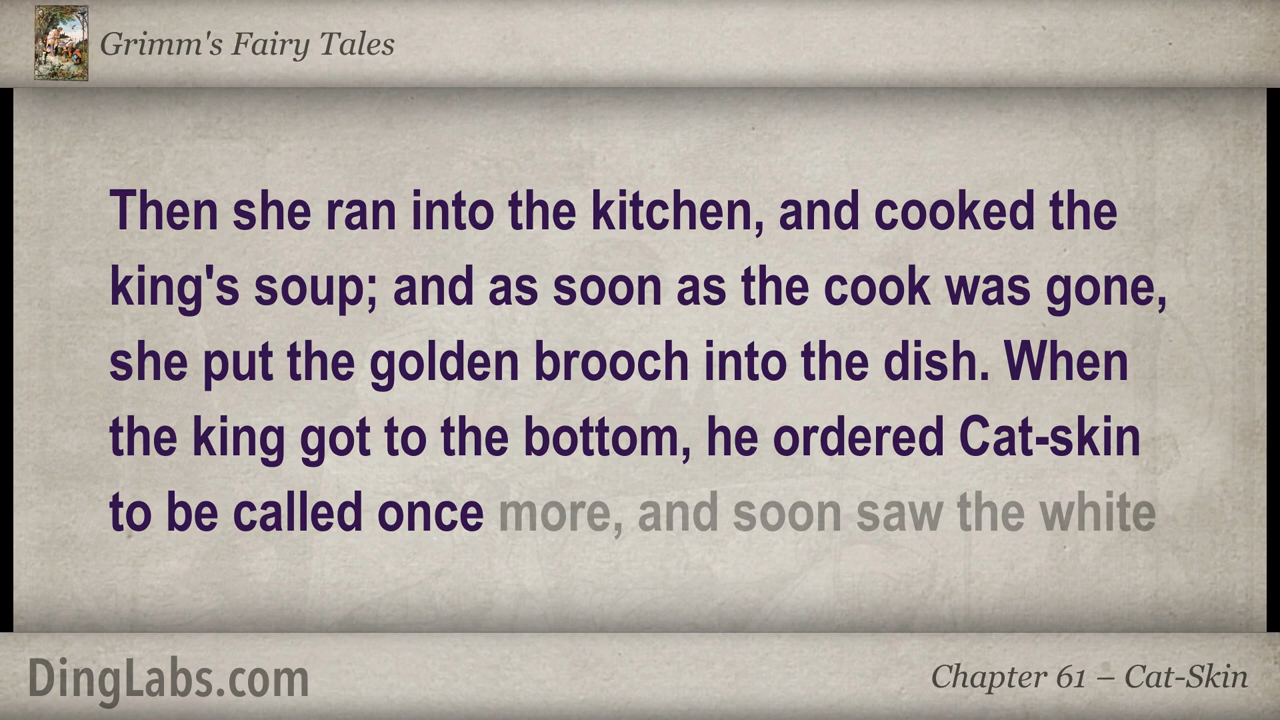 Grimm's Fairy Tales
Then she ran into the kitchen, and cooked the
king's soup; and as soon as the cook was gone,
she put the golden brooch into the dish. When
the king got to the bottom, he ordered Cat-skin
to be called once more, and soon saw the white
DingLabs.com
Chapter 61 – Cat-Skin